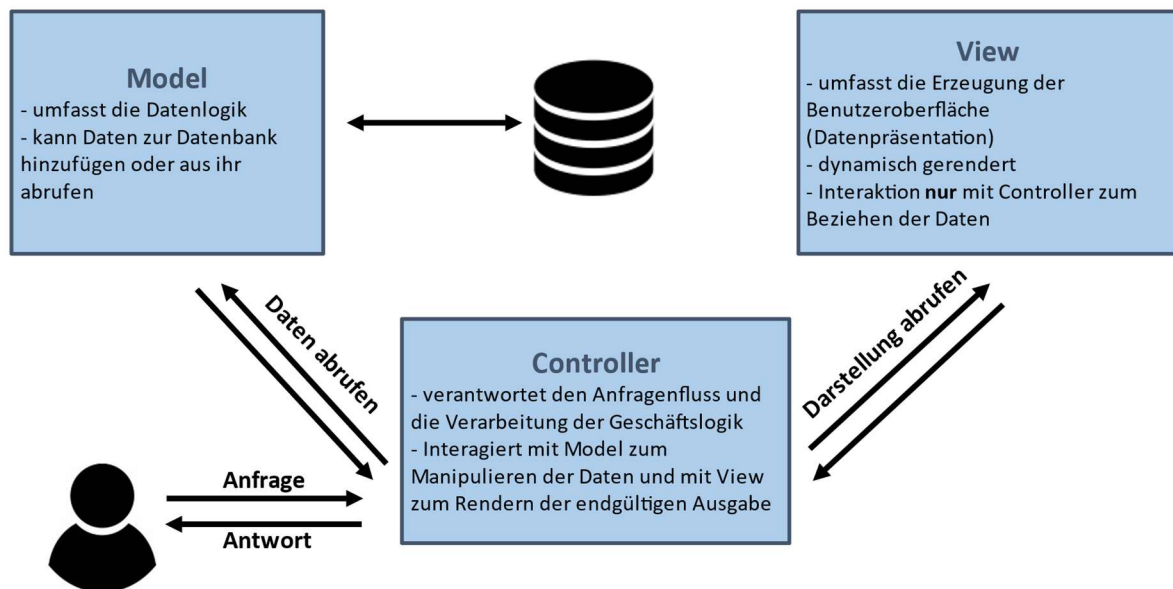 Model
- umfasst die Datenlogik
- kann Daten zur Datenbank
hinzufügen oder aus ihr
abrufen
View
- umfasst die Erzeugung der
Benutzeroberfläche
(Datenpräsentation)
- dynamisch gerendert
- Interaktion nur mit Controller zum
Beziehen der Daten
Daten abrufen
Darstellung abrufen
Controller
- verantwortet den Anfragenfluss und
die Verarbeitung der Geschäftslogik
- Interagiert mit Model zum
Manipulieren der Daten und mit View
zum Rendern der endgültigen Ausgabe
Anfrage
Antwort